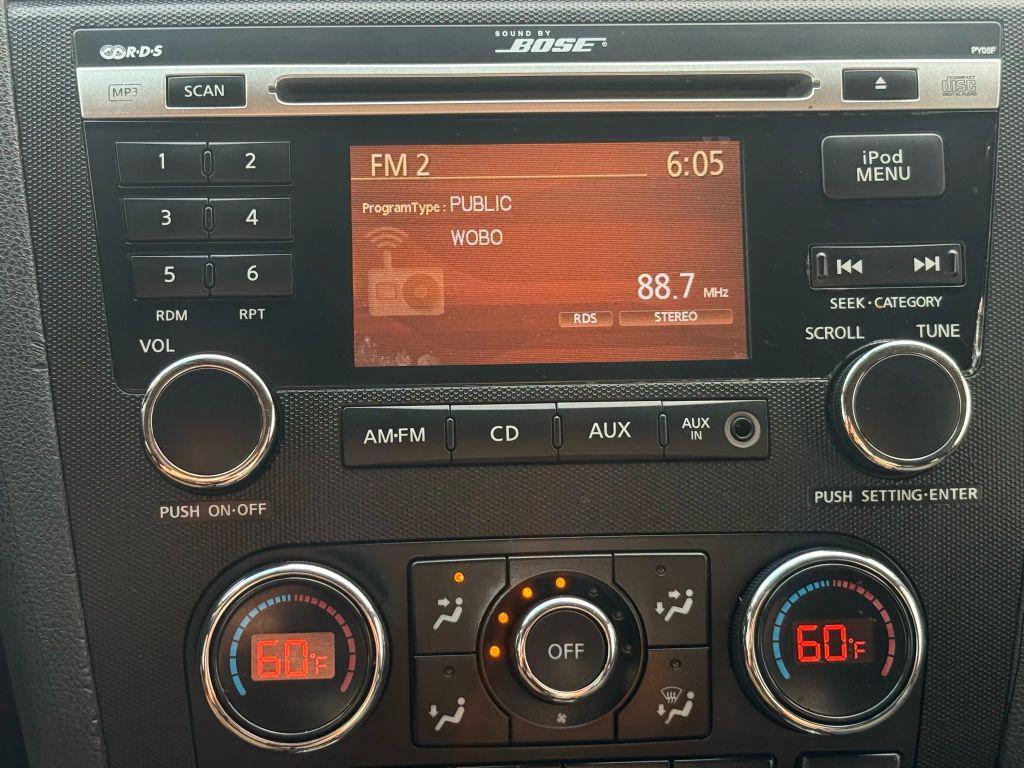 R·D·S
SOUND BY
BOSE®
PY05F
MP3
SCAN
COMPACT
disc
DIGITAL AUDIO
1
2
FM 2
6:05
iPod
MENU
ProgramType : PUBLIC
WOBO
3
4
5
6
88.7 MHz
RDS
STEREO
SEEK·CATEGORY
RDM
RPT
VOL
SCROLL
TUNE
AM·FM
CD
AUX
AUX
IN
PUSH ON·OFF
PUSH SETTING·ENTER
60°F
OFF
60°F